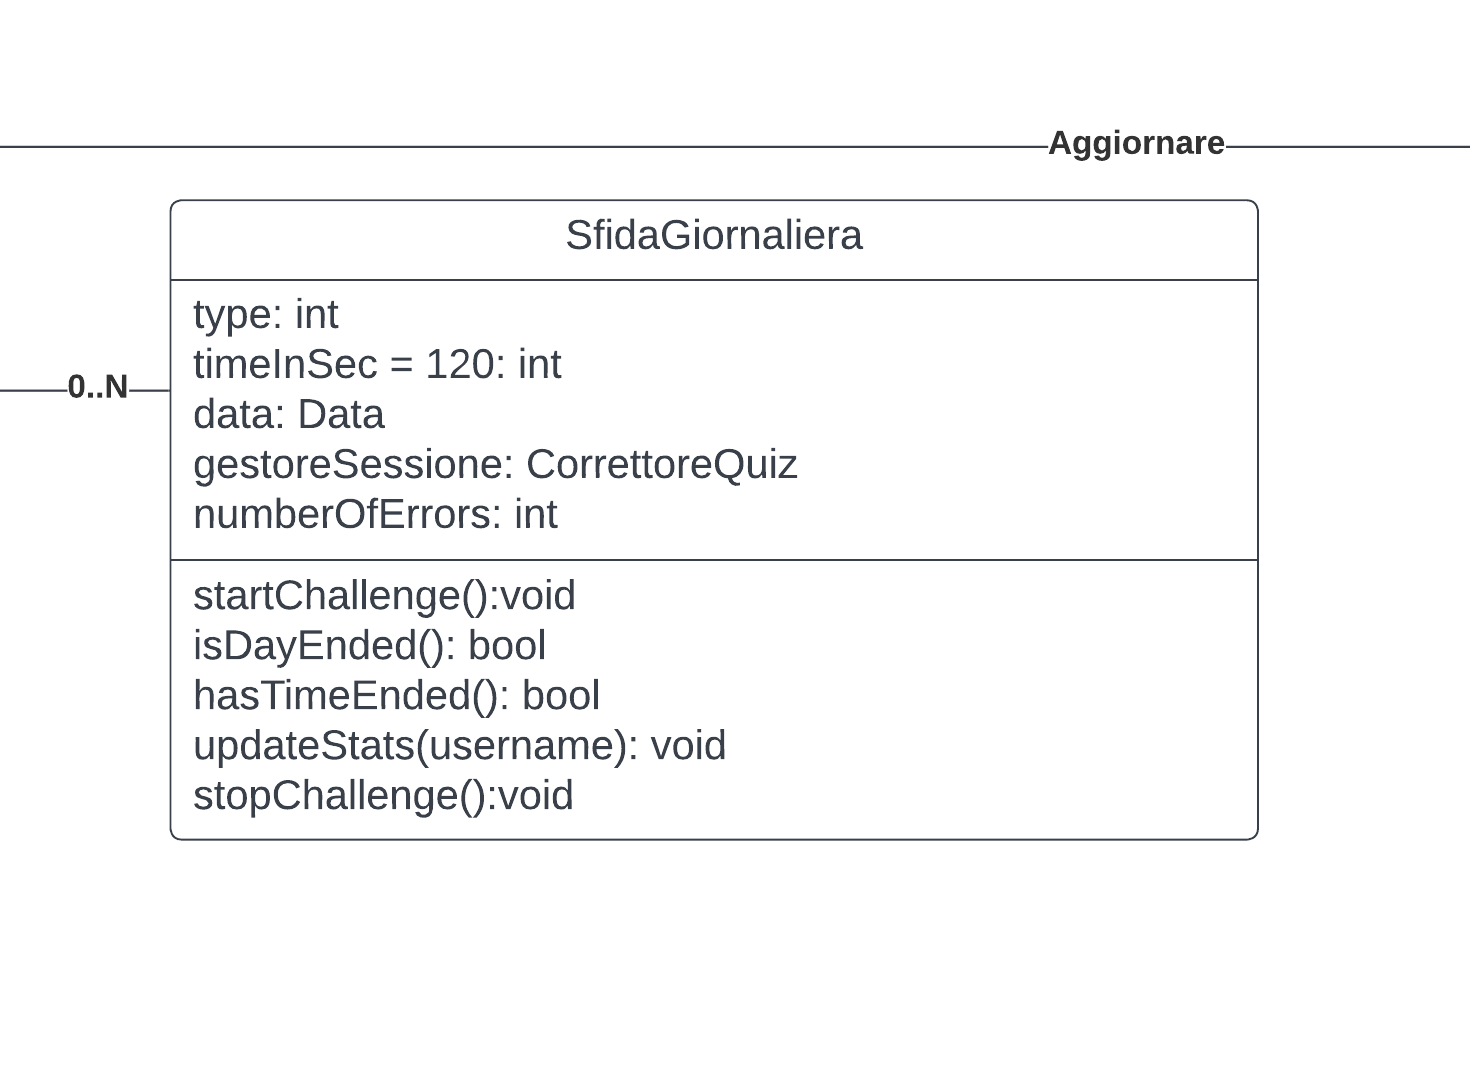 Aggiornare
SfidaGiornaliera
type: int
timeInSec = 120: int
0..N
data: Data
gestoreSessione: CorrettoreQuiz
numberOfErrors: int
startChallenge():void
isDayEnded(): bool
hasTimeEnded(): bool
updateStats(username): void
stopChallenge():void